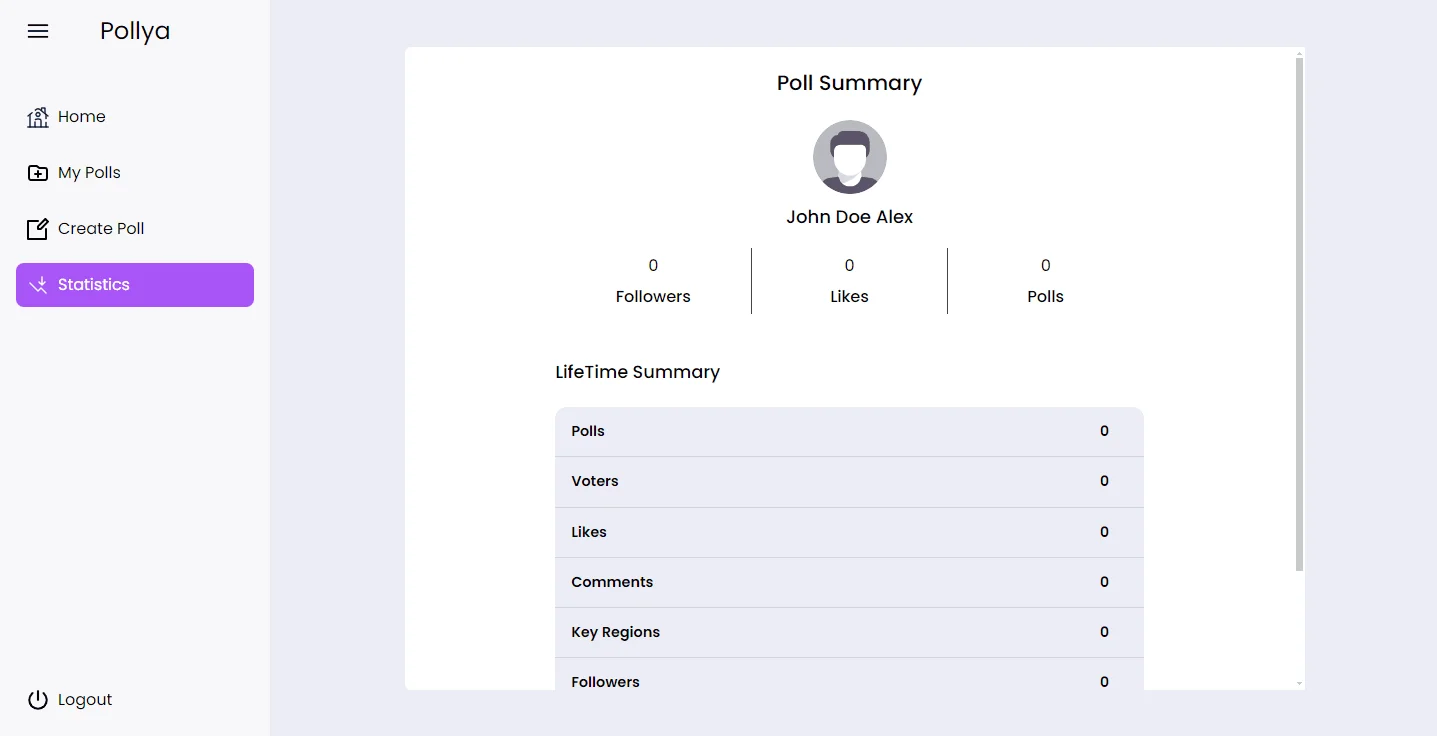 Pollya
Home
My Polls
Create Poll
Statistics
Logout
Poll Summary
John Doe Alex
0 0 0
Followers Likes Polls
LifeTime Summary
Polls 0
Voters 0
Likes 0
Comments 0
Key Regions 0
Followers 0